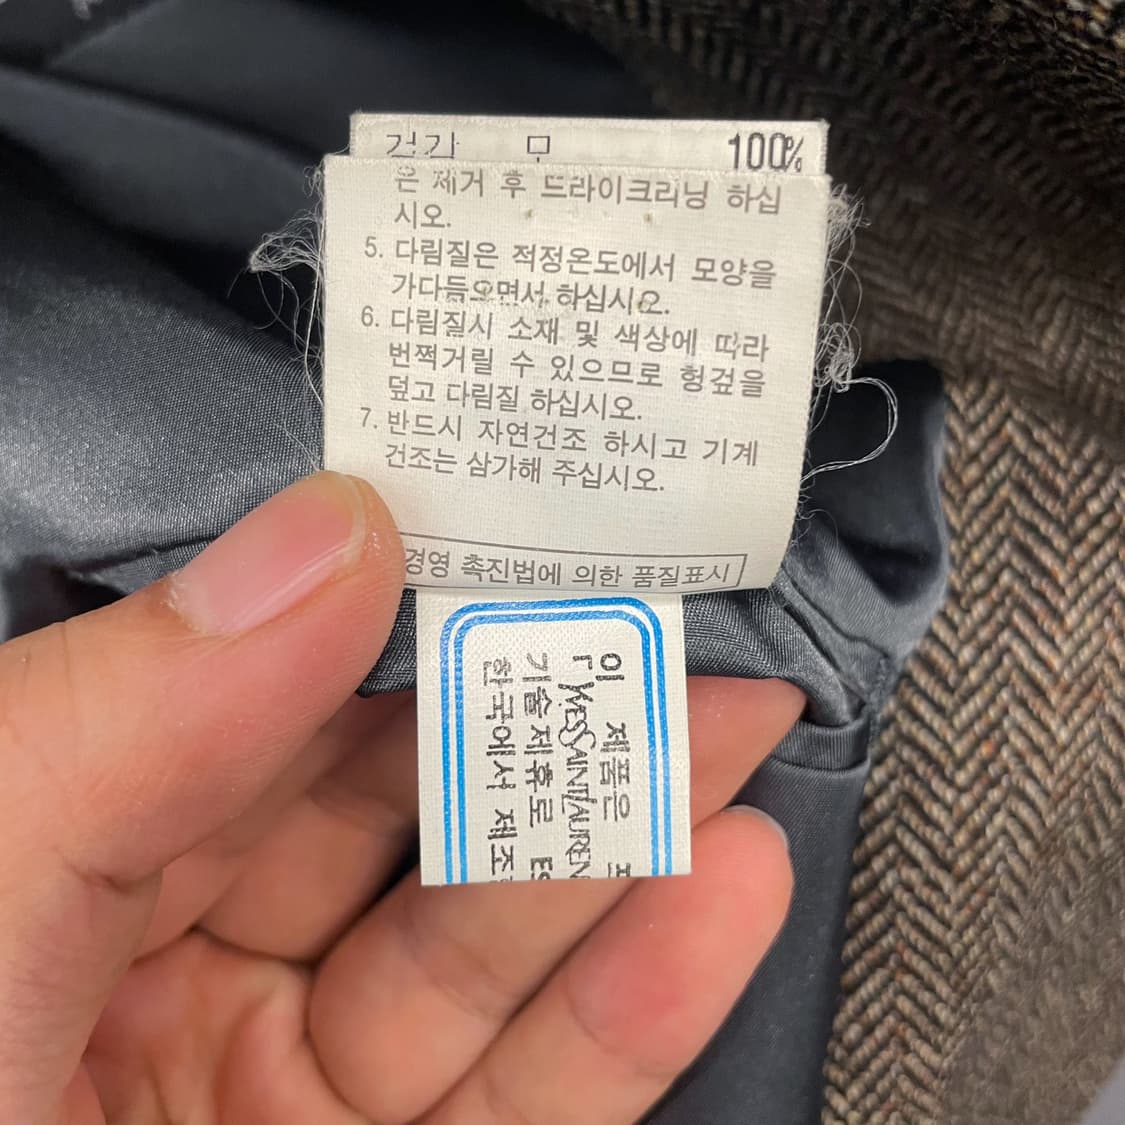 겉감 모 100%
은 제거 후 드라이크리닝 하십
시오.
5. 다림질은 적정온도에서 모양을
가다듬으면서 하십시오.
6. 다림질시 소재 및 색상에 따라
번쩍거릴 수 있으므로 헝겊을
덮고 다림질 하십시오.
7. 반드시 자연건조 하시고 기계
건조는 삼가해 주십시오.
경영 촉진법에 의한 품질표시
이 제품은
「YVESSAINTLAUREN
기술제휴로 ES
한국에서 제조